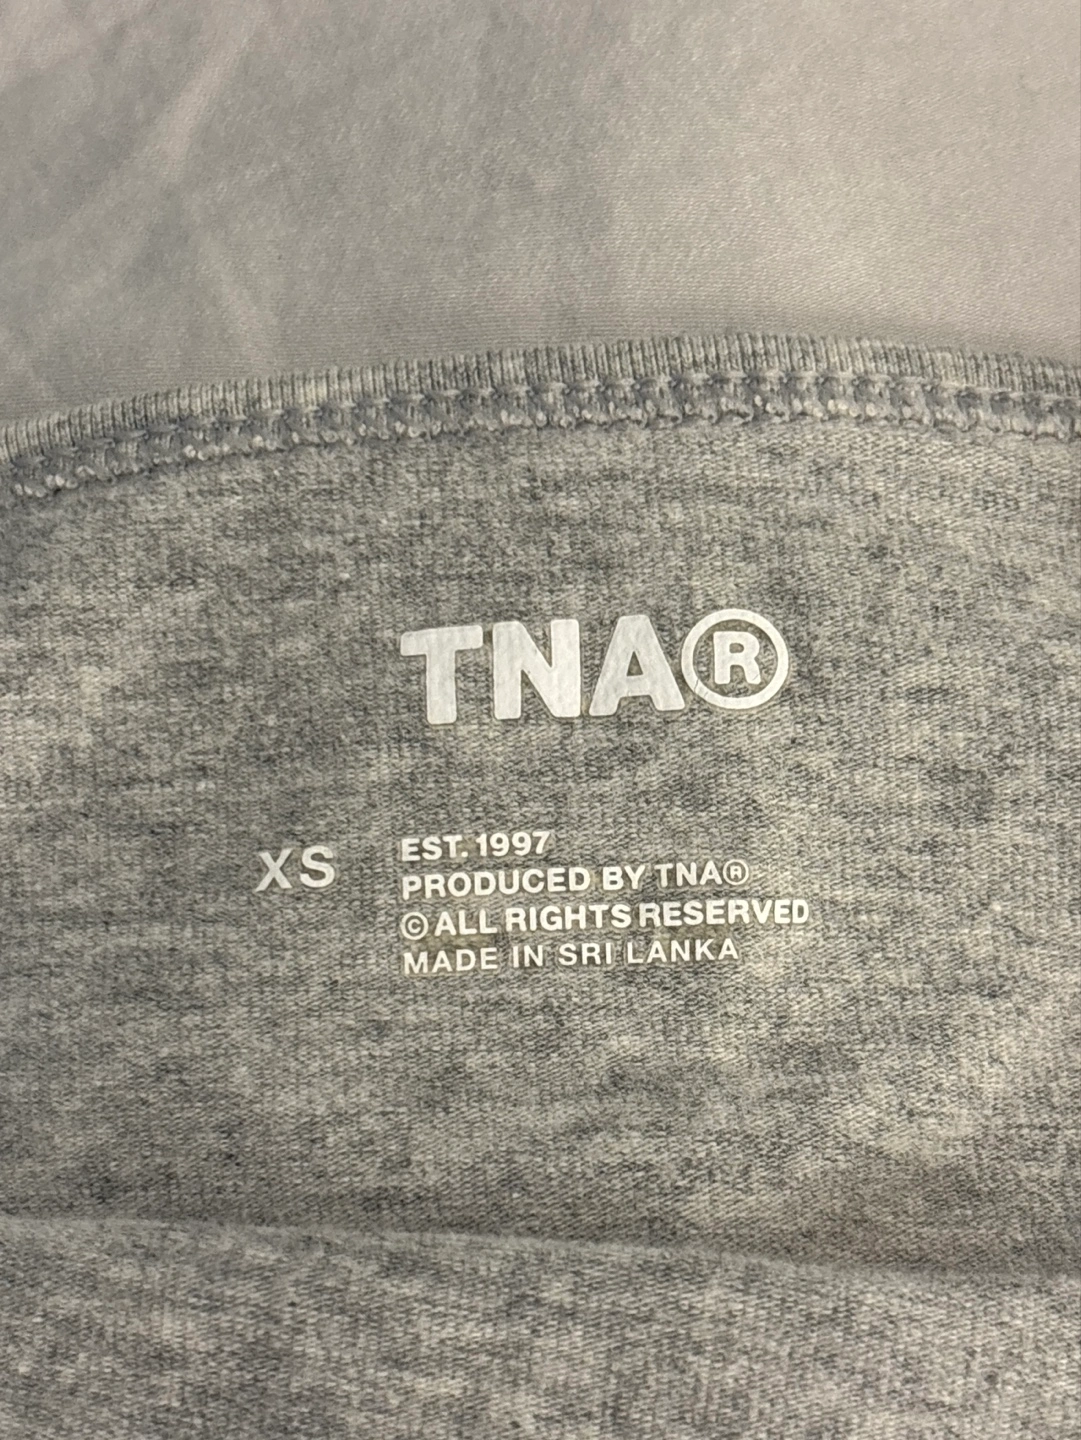 TNA®
XS
EST. 1997
PRODUCED BY TNA®
© ALL RIGHTS RESERVED
MADE IN SRI LANKA